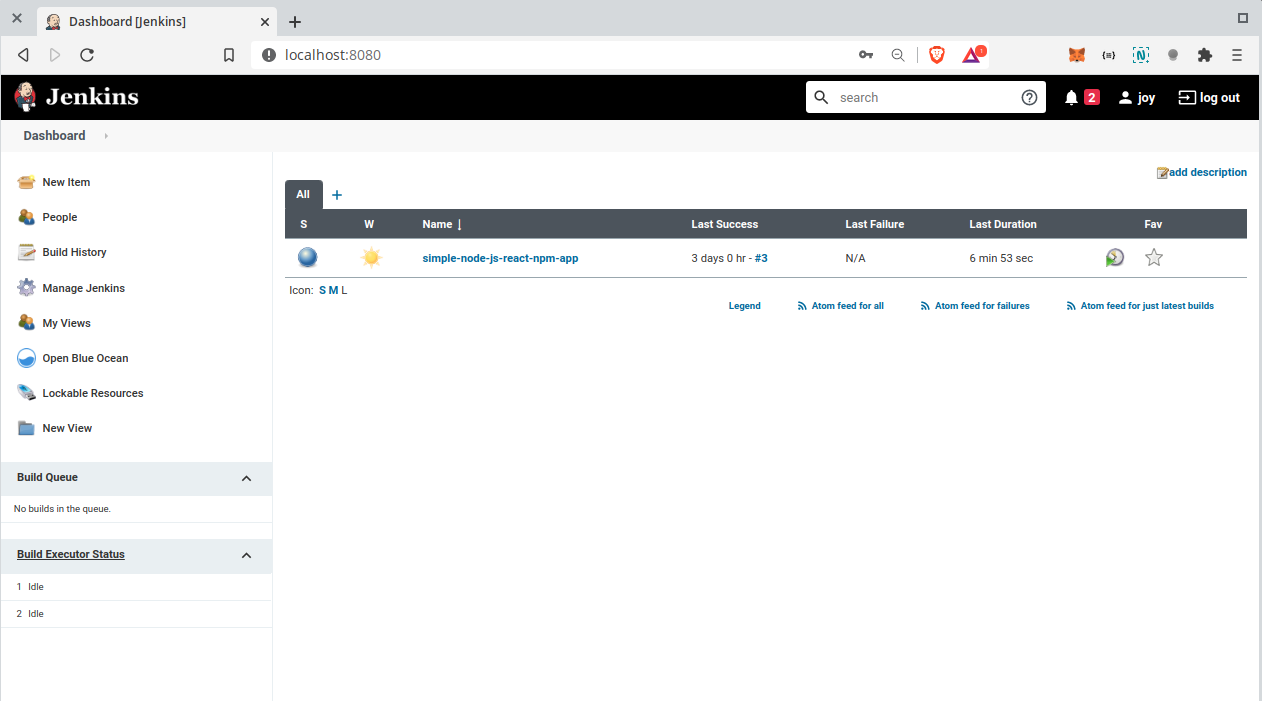 Dashboard [Jenkins]
localhost:8080
1
Jenkins
search
2
joy
log out
Dashboard
New Item
People
Build History
Manage Jenkins
My Views
Open Blue Ocean
Lockable Resources
New View
Build Queue
No builds in the queue.
Build Executor Status
1 Idle
2 Idle
add description
All +
S W Name ↓ Last Success Last Failure Last Duration Fav
simple-node-js-react-npm-app 3 days 0 hr - #3 N/A 6 min 53 sec
Icon: S M L
Legend Atom feed for all Atom feed for failures Atom feed for just latest builds